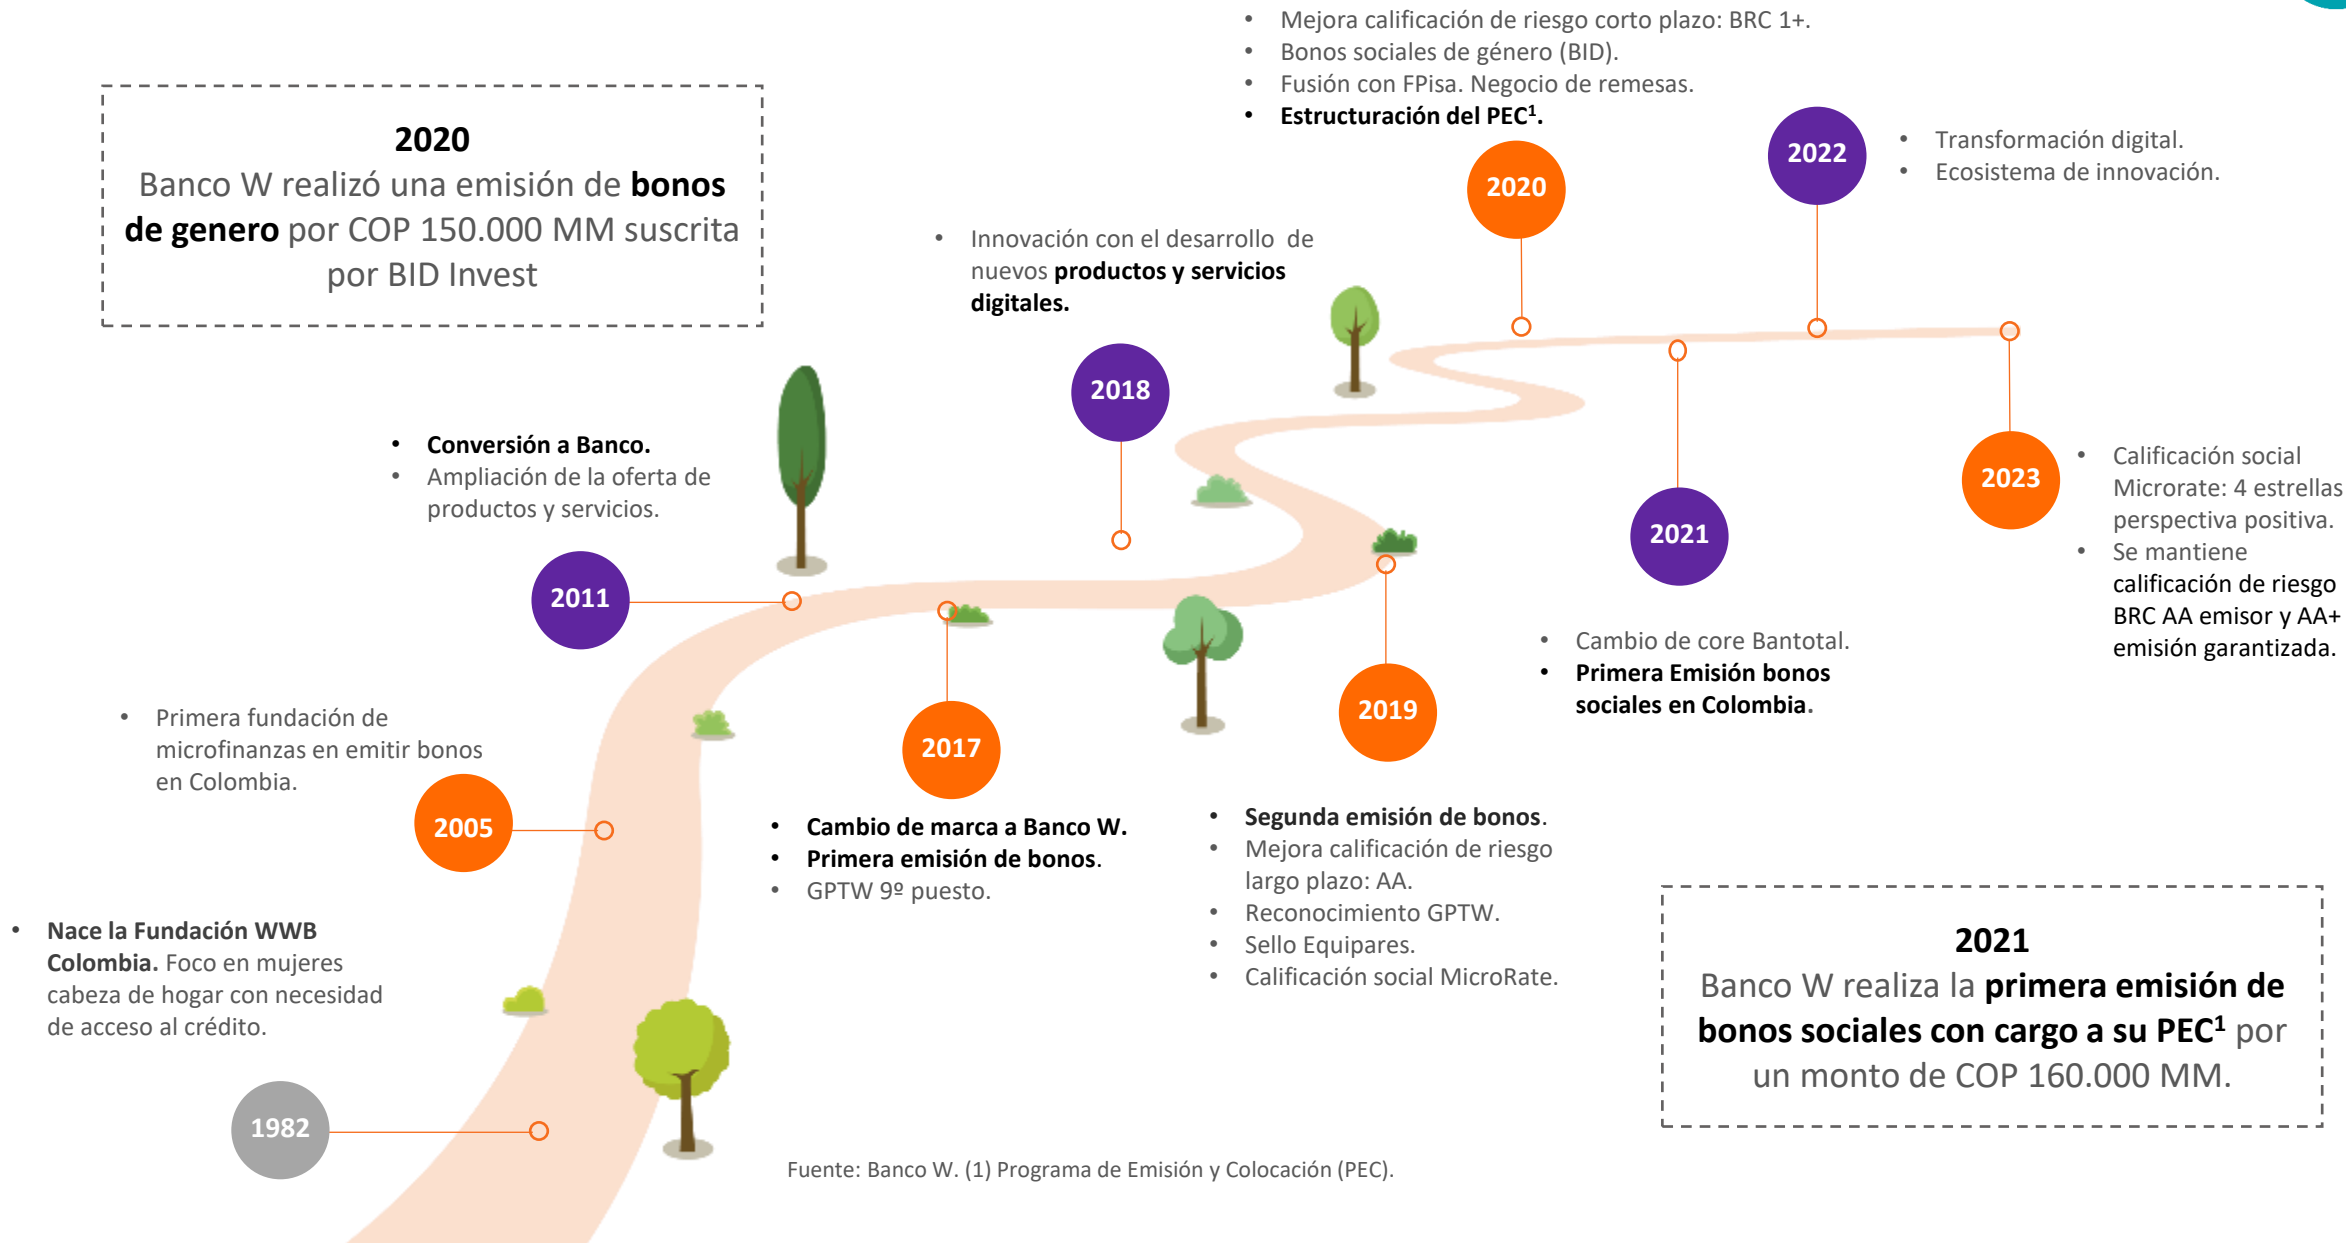 • Mejora calificación de riesgo corto plazo: BRC 1+.
• Bonos sociales de género (BID).
• Fusión con FPisa. Negocio de remesas.
• Estructuración del PEC¹.
2020
2020
Banco W realizó una emisión de bonos
de genero por COP 150.000 MM suscrita
por BID Invest
2022
• Transformación digital.
• Ecosistema de innovación.
• Innovación con el desarrollo de
nuevos productos y servicios
digitales.
2018
• Conversión a Banco.
• Ampliación de la oferta de
productos y servicios.
2011
2023
• Calificación social
Microrate: 4 estrellas
perspectiva positiva.
• Se mantiene
calificación de riesgo
BRC AA emisor y AA+
emisión garantizada.
2021
• Cambio de core Bantotal.
• Primera Emisión bonos
sociales en Colombia.
• Primera fundación de
microfinanzas en emitir bonos
en Colombia.
2005
2017
• Cambio de marca a Banco W.
• Primera emisión de bonos.
• GPTW 9º puesto.
2019
• Segunda emisión de bonos.
• Mejora calificación de riesgo
largo plazo: AA.
• Reconocimiento GPTW.
• Sello Equipares.
• Calificación social MicroRate.
• Nace la Fundación WWB
Colombia. Foco en mujeres
cabeza de hogar con necesidad
de acceso al crédito.
1982
2021
Banco W realiza la primera emisión de
bonos sociales con cargo a su PEC¹ por
un monto de COP 160.000 MM.
Fuente: Banco W. (1) Programa de Emisión y Colocación (PEC).